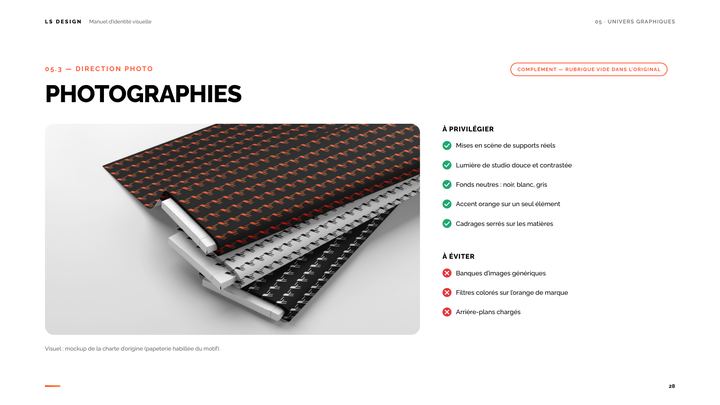 LS DESIGN Manuel d'identité visuelle
05 · UNIVERS GRAPHIQUES
05.3 — DIRECTION PHOTO
COMPLÉMENT — RUBRIQUE VIDE DANS L'ORIGINAL
PHOTOGRAPHIES
À PRIVILÉGIER
Mises en scène de supports réels
Lumière de studio douce et contrastée
Fonds neutres : noir, blanc, gris
Accent orange sur un seul élément
Cadrages serrés sur les matières
À ÉVITER
Banques d'images génériques
Filtres colorés sur l'orange de marque
Arrière-plans chargés
Visuel : mockup de la charte d'origine (papeterie habillée du motif).
28